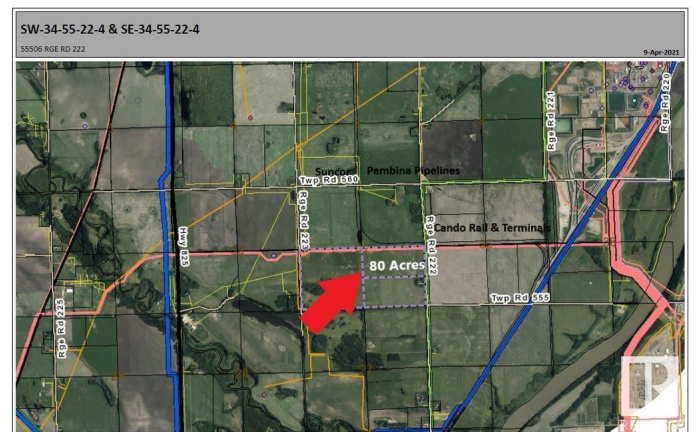 SW-34-55-22-4 & SE-34-55-22-4
55506 RGE RD 222
9-Apr-2021
Rge Rd 220
Rge Rd 221
Suncor
Pembina Pipelines
Twp Rd 560
Rge Rd 223
Rge Rd 222
Cando Rail & Terminals
Hwy 825
80 Acres
Twp Rd 555
Rge Rd 225